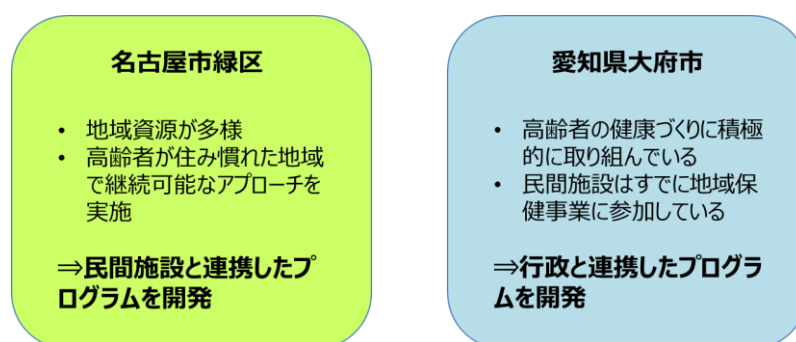 名古屋市緑区
• 地域資源が多様
• 高齢者が住み慣れた地域
で継続可能なアプローチを
実施
⇒民間施設と連携したプ
ログラムを開発
愛知県大府市
• 高齢者の健康づくりに積極
的に取り組んでいる
• 民間施設はすでに地域保
健事業に参加している
⇒行政と連携したプログラ
ムを開発